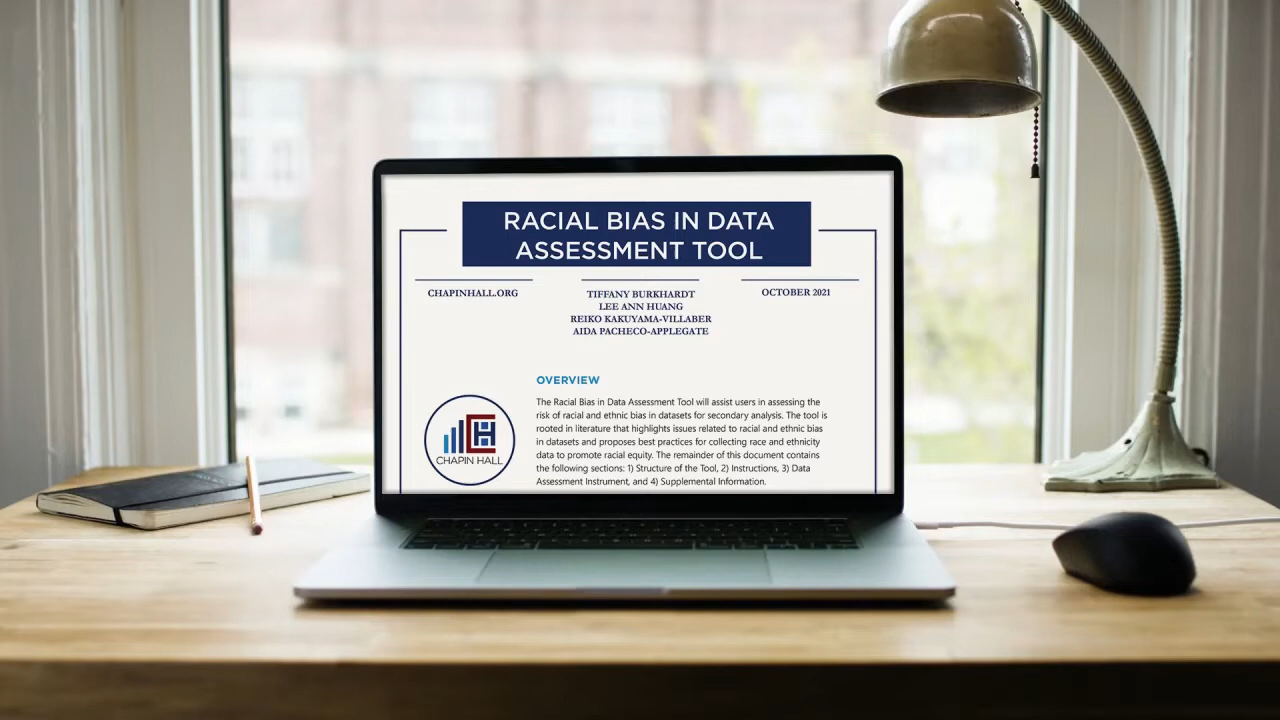 RACIAL BIAS IN DATA
ASSESSMENT TOOL
CHAPINHALL.ORG
TIFFANY BURKHARDT
LEE ANN HUANG
REIKO KAKUYAMA-VILLABER
AIDA PACHECO-APPLEGATE
OCTOBER 2021
OVERVIEW
The Racial Bias in Data Assessment Tool will assist users in assessing the
risk of racial and ethnic bias in datasets for secondary analysis. The tool is
rooted in literature that highlights issues related to racial and ethnic bias
in datasets and proposes best practices for collecting race and ethnicity
data to promote racial equity. The remainder of this document contains
the following sections: 1) Structure of the Tool, 2) Instructions, 3) Data
Assessment Instrument, and 4) Supplemental Information.
CH
CHAPIN HALL